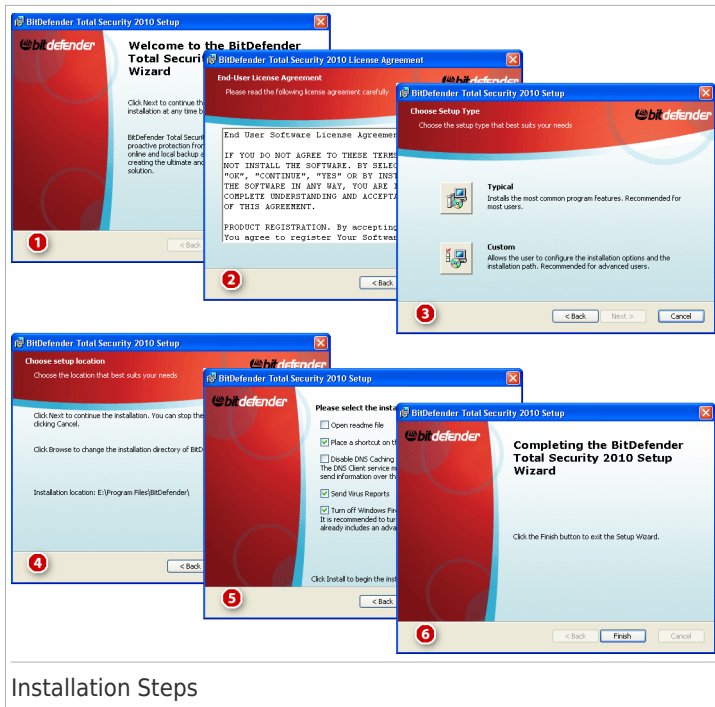 BitDefender Total Security 2010 Setup
bitdefender
Welcome to the BitDefender
Total Securi
Wizard
Click Next to continue th
installation at any time b
BitDefender Total Securit
proactive protection from
online and local backup a
creating the ultimate and
solution.
< Back
1
BitDefender Total Security 2010 License Agreement
End-User License Agreement
Please read the following license agreement carefully
bitdefender
End User Software License Agreemen
IF YOU DO NOT AGREE TO THESE TERMS
NOT INSTALL THE SOFTWARE. BY SELEC
"OK", "CONTINUE", "YES" OR BY INST
THE SOFTWARE IN ANY WAY, YOU ARE I
COMPLETE UNDERSTANDING AND ACCEPTA
OF THIS AGREEMENT.
PRODUCT REGISTRATION. By accepting
You agree to register Your Softwar
< Back
2
BitDefender Total Security 2010 Setup
Choose Setup Type
Choose the setup type that best suits your needs
bitdefender
Typical
Installs the most common program features. Recommended for
most users.
Custom
Allows the user to configure the installation options and the
installation path. Recommended for advanced users.
< Back Next > Cancel
3
BitDefender Total Security 2010 Setup
Choose setup location
Choose the location that best suits your needs
bitdefender
Click Next to continue the installation. You can stop the
clicking Cancel.
Click Browse to change the installation directory of BitD
Installation location: E:\Program Files\BitDefender\
< Back
4
BitDefender Total Security 2010 Setup
bitdefender
Please select the insta
Open readme file
Place a shortcut on th
Disable DNS Caching
The DNS Client service m
send information over th
Send Virus Reports
Turn off Windows Fire
It is recommended to tur
already includes an adva
Click Install to begin the inst
< Back
5
BitDefender Total Security 2010 Setup
bitdefender
Completing the BitDefender
Total Security 2010 Setup
Wizard
Click the Finish button to exit the Setup Wizard.
< Back Finish Cancel
6
Installation Steps